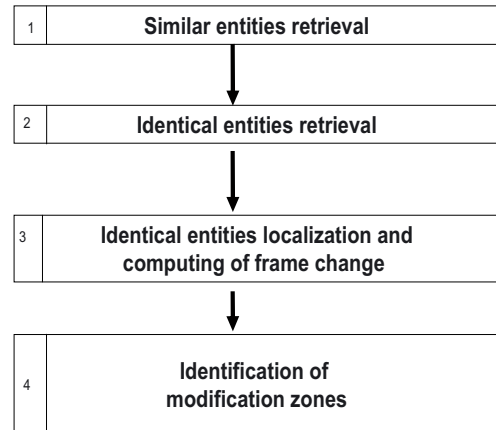 1 Similar entities retrieval
2 Identical entities retrieval
3 Identical entities localization and
computing of frame change
4 Identification of
modification zones